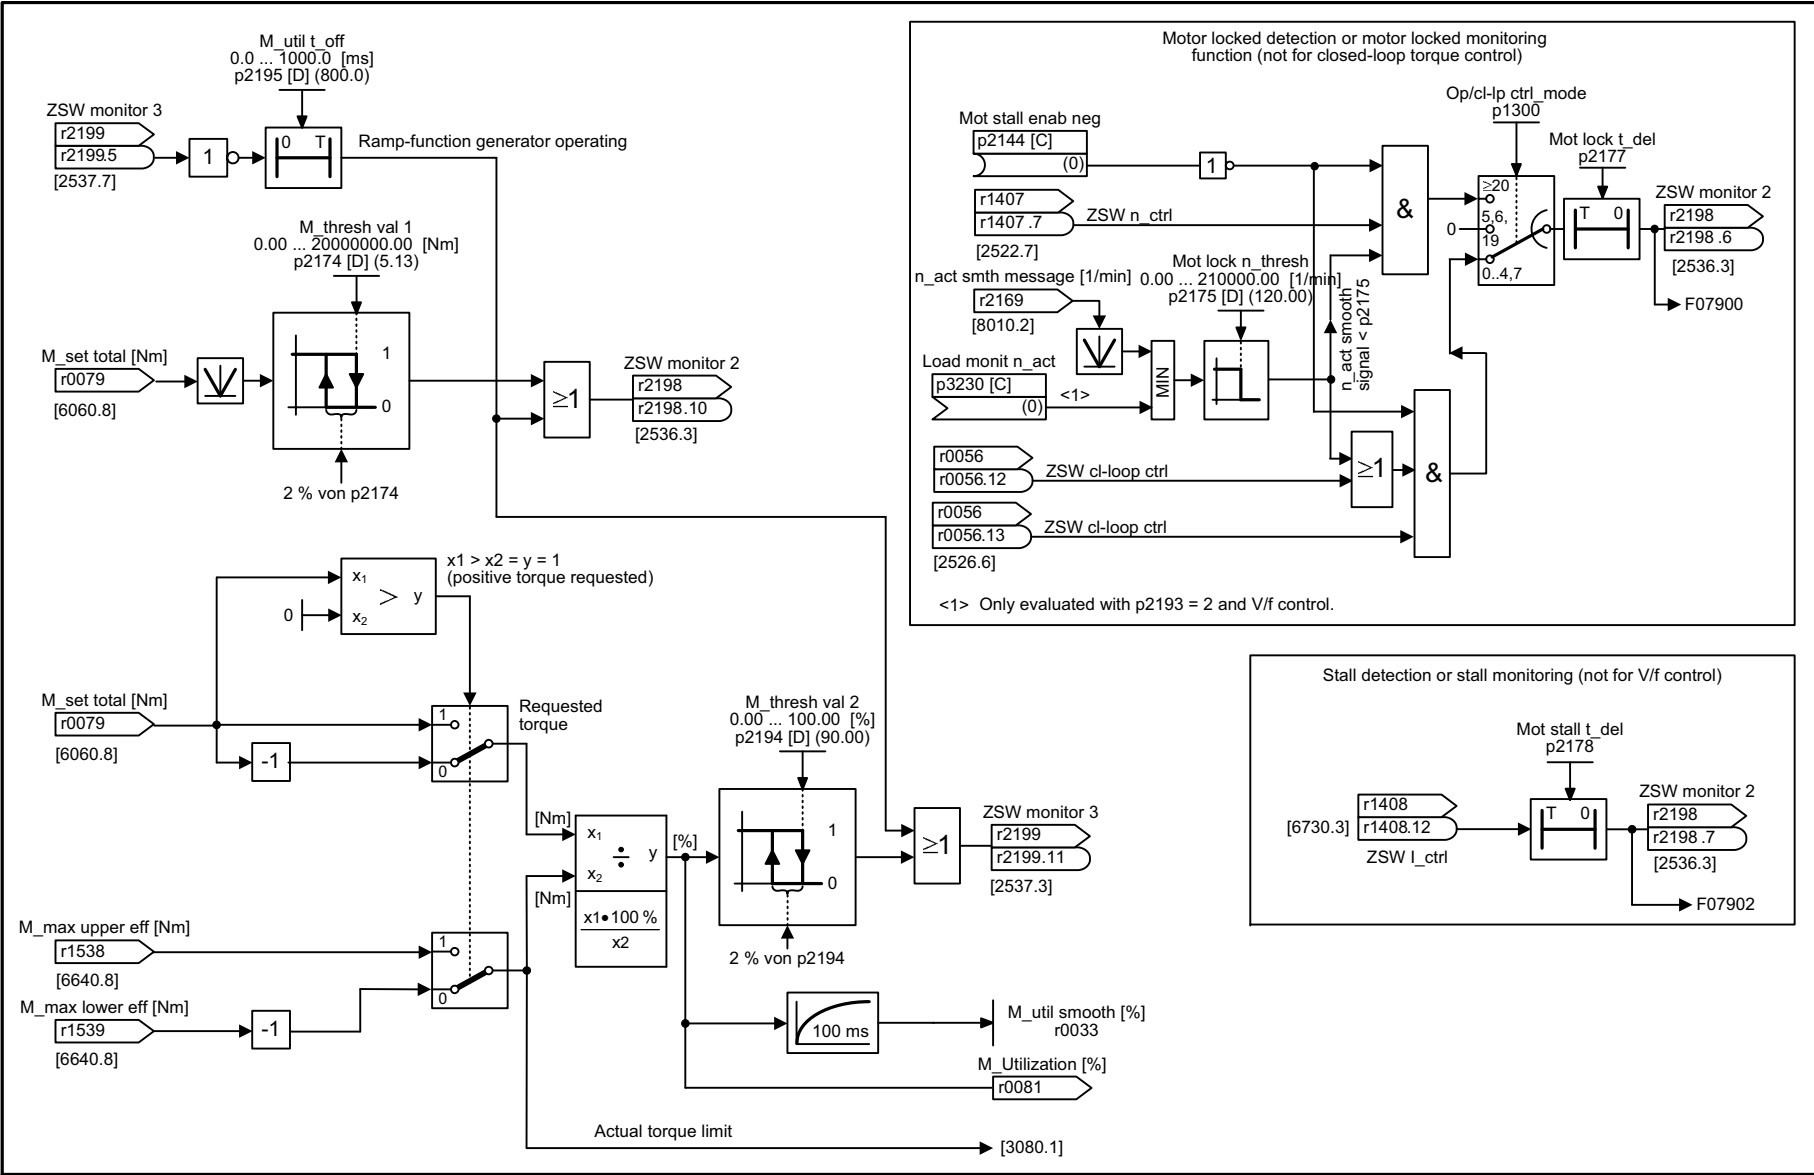 M_util t_off
0.0 ... 1000.0 [ms]
p2195 [D] (800.0)
ZSW monitor 3
r2199
r2199.5
[2537.7]
1
0 T
Ramp-function generator operating
M_thresh val 1
0.00 ... 20000000.00 [Nm]
p2174 [D] (5.13)
M_set total [Nm]
r0079
[6060.8]
1
0
2 % von p2174
≥1
ZSW monitor 2
r2198
r2198.10
[2536.3]
x1 > x2 = y = 1
(positive torque requested)
x1
> y
0
x2
M_set total [Nm]
r0079
[6060.8]
-1
1
0
Requested
torque
M_max upper eff [Nm]
r1538
[6640.8]
M_max lower eff [Nm]
r1539
[6640.8]
-1
1
0
[Nm]
x1
÷ y
x2
[Nm]
x1•100 %
x2
[%]
M_thresh val 2
0.00 ... 100.00 [%]
p2194 [D] (90.00)
1
0
2 % von p2194
≥1
ZSW monitor 3
r2199
r2199.11
[2537.3]
100 ms
M_util smooth [%]
r0033
M_Utilization [%]
r0081
Actual torque limit
[3080.1]
Motor locked detection or motor locked monitoring
function (not for closed-loop torque control)
Mot stall enab neg
p2144 [C]
(0)
1
r1407
r1407 .7
ZSW n_ctrl
[2522.7]
&
Op/cl-lp ctrl_mode
p1300
≥20
0
5,6,
19
0..4,7
Mot lock t_del
p2177
T 0
ZSW monitor 2
r2198
r2198 .6
[2536.3]
F07900
n_act smth message [1/min]
r2169
[8010.2]
Mot lock n_thresh
0.00 ... 210000.00 [1/min]
p2175 [D] (120.00)
Load monit n_act
p3230 [C]
(0)
<1>
MIN
n_act smooth
signal < p2175
r0056
r0056.12
ZSW cl-loop ctrl
r0056
r0056.13
ZSW cl-loop ctrl
[2526.6]
≥1
&
<1> Only evaluated with p2193 = 2 and V/f control.
Stall detection or stall monitoring (not for V/f control)
Mot stall t_del
p2178
[6730.3]
r1408
r1408.12
ZSW I_ctrl
T 0
ZSW monitor 2
r2198
r2198 .7
[2536.3]
F07902